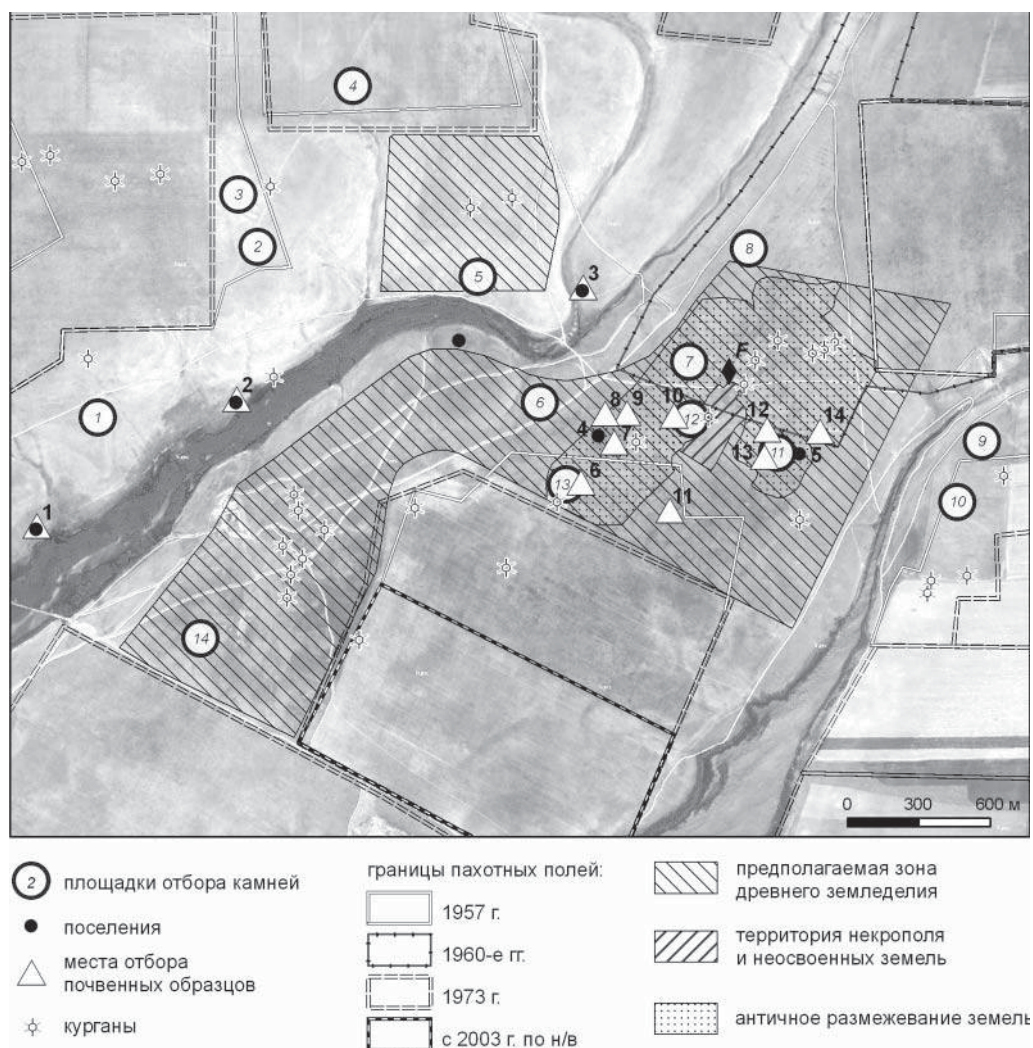 4
3
2
3
5
8
1
2
6
7
F
8
9
10
12
12
14
4
7
13
11
5
9
13
6
11
10
1
14
0 300 600 м
2 площадки отбора камней
поселения
места отбора
почвенных образцов
курганы
границы пахотных полей:
1957 г.
1960-е гг.
1973 г.
с 2003 г. по н/в
предполагаемая зона
древнего земледелия
территория некрополя
и неосвоенных земель
античное размежевание земель